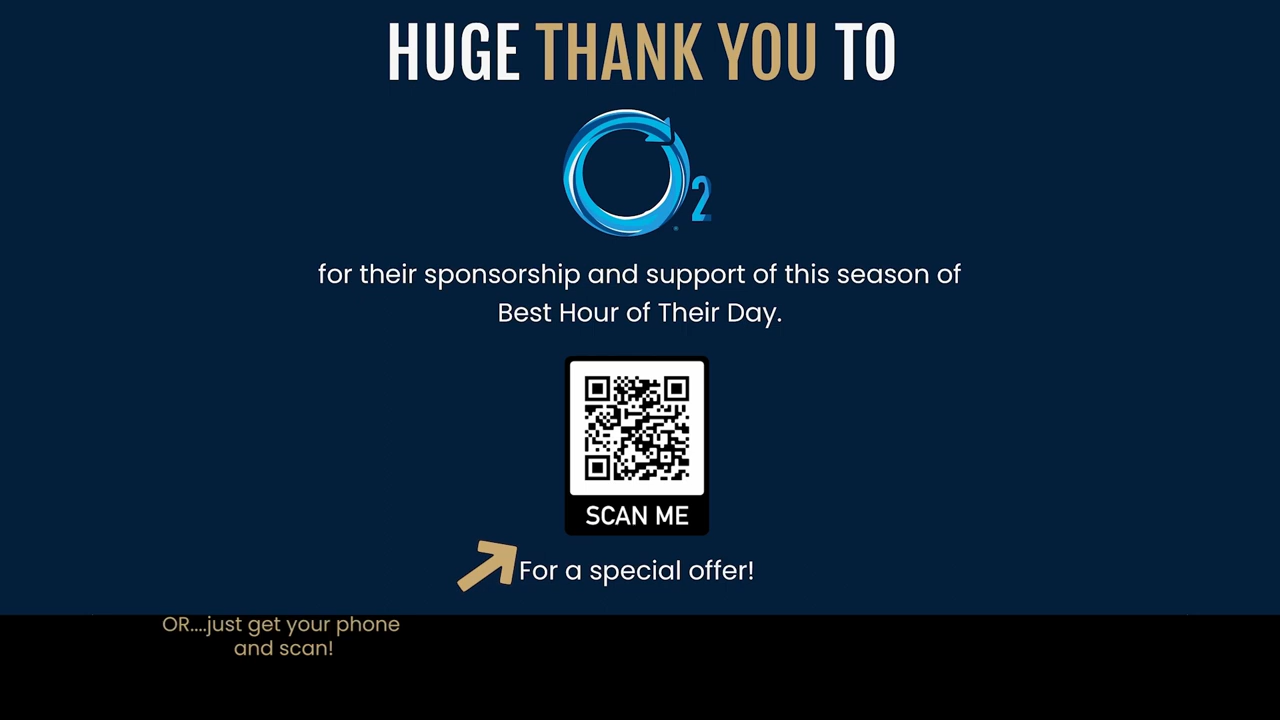 HUGE THANK YOU TO
O2
for their sponsorship and support of this season of
Best Hour of Their Day.
SCAN ME
For a special offer!
OR....just get your phone
and scan!